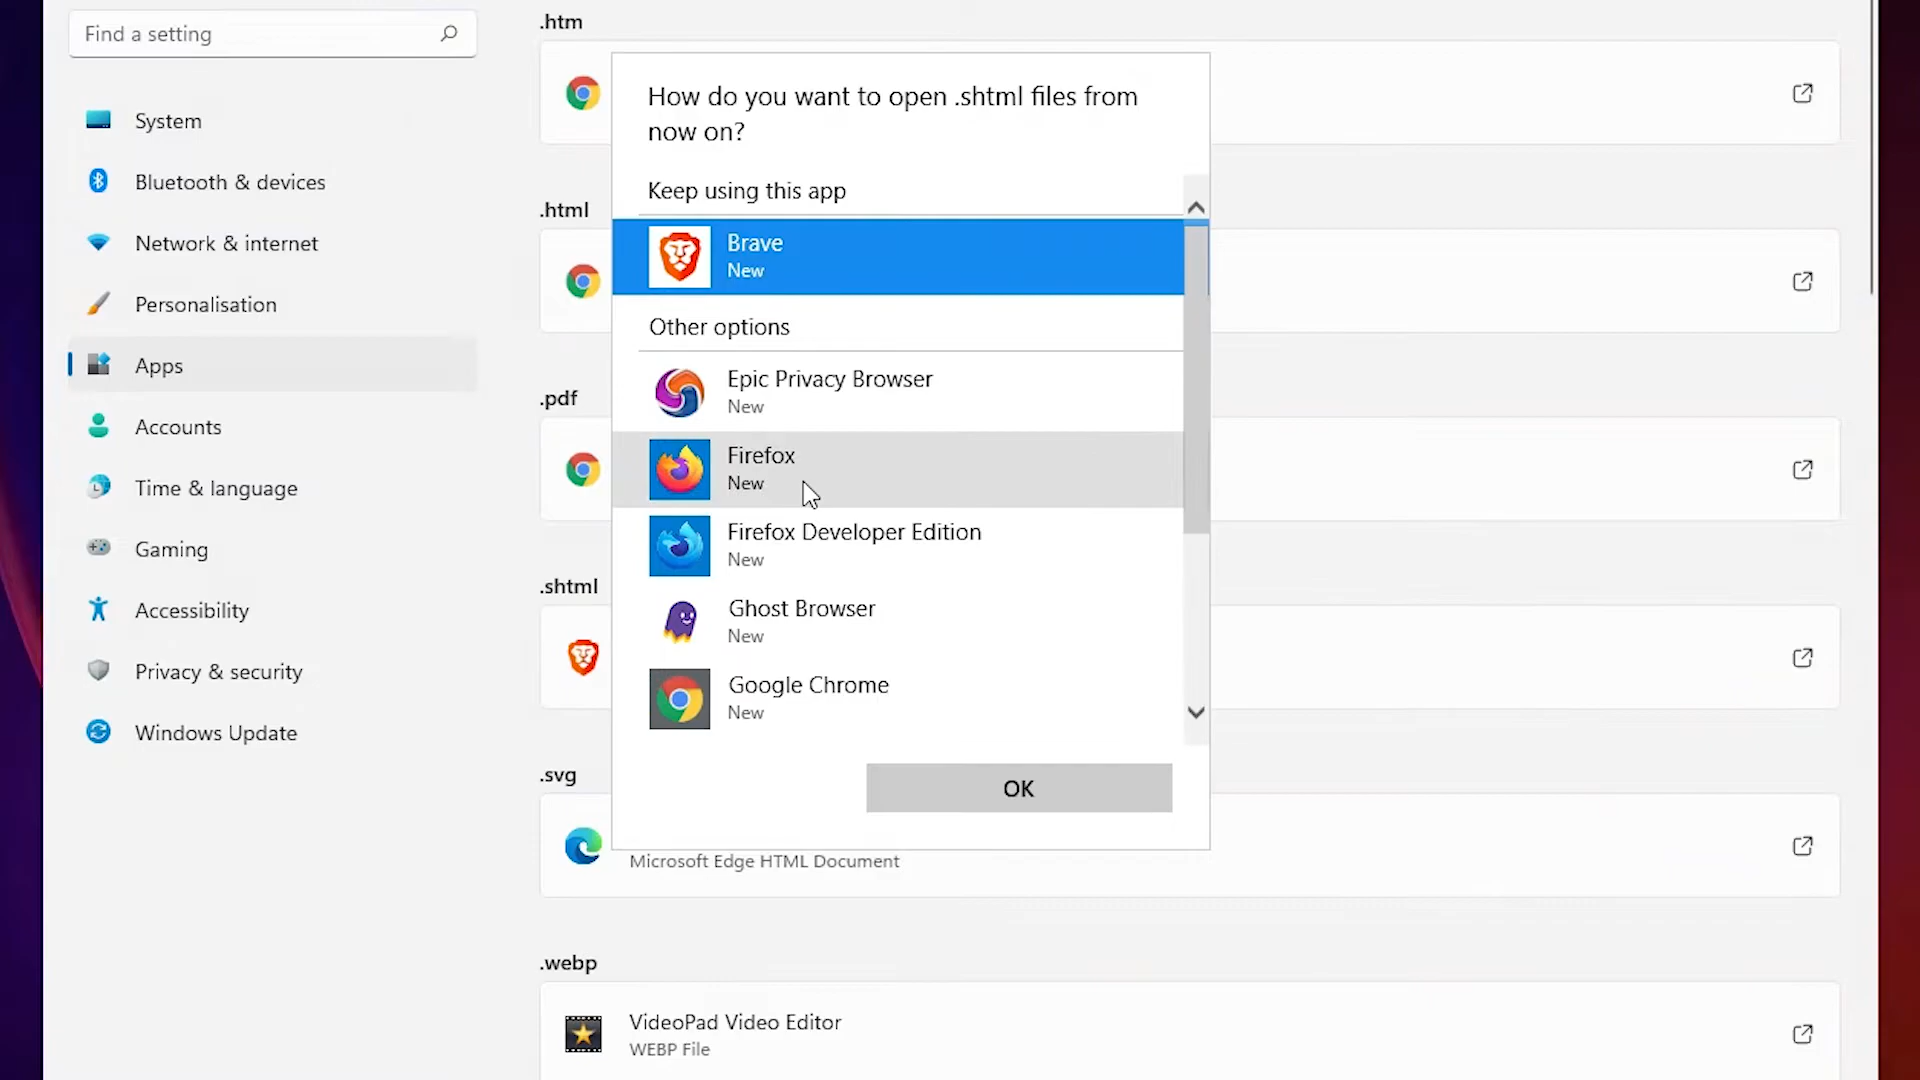 Find a setting
System
Bluetooth & devices
Network & internet
Personalisation
Apps
Accounts
Time & language
Gaming
Accessibility
Privacy & security
Windows Update
.htm
.html
.pdf
.shtml
.svg
Microsoft Edge HTML Document
.webp
VideoPad Video Editor
WEBP File
How do you want to open .shtml files from
now on?
Keep using this app
Brave
New
Other options
Epic Privacy Browser
New
Firefox
New
Firefox Developer Edition
New
Ghost Browser
New
Google Chrome
New
OK